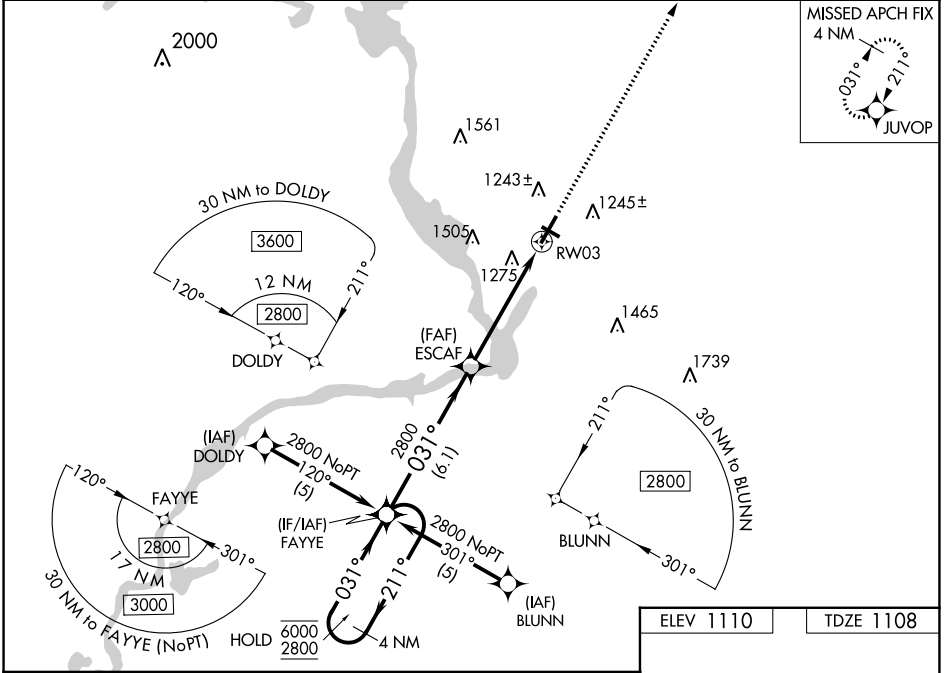 MISSED APCH FIX
4 NM
031°
211°
JUVOP
2000
1561
1243±
1245±
1505
1275
RW03
30 NM to DOLDY
3600
12 NM
2800
120°
211°
DOLDY
1465
1739
(FAF)
ESCAF
2800
031°
(6.1)
(IAF)
DOLDY
2800 NoPT
120°
(5)
(IF/IAF)
FAYYE
2800 NoPT
301°
(5)
(IAF)
BLUNN
211°
30 NM to BLUNN
2800
BLUNN
301°
120°
FAYYE
2800
301°
17 NM
3000
30 NM to FAYYE (NoPT)
031°
211°
HOLD
6000
2800
4 NM
ELEV 1110
TDZE 1108